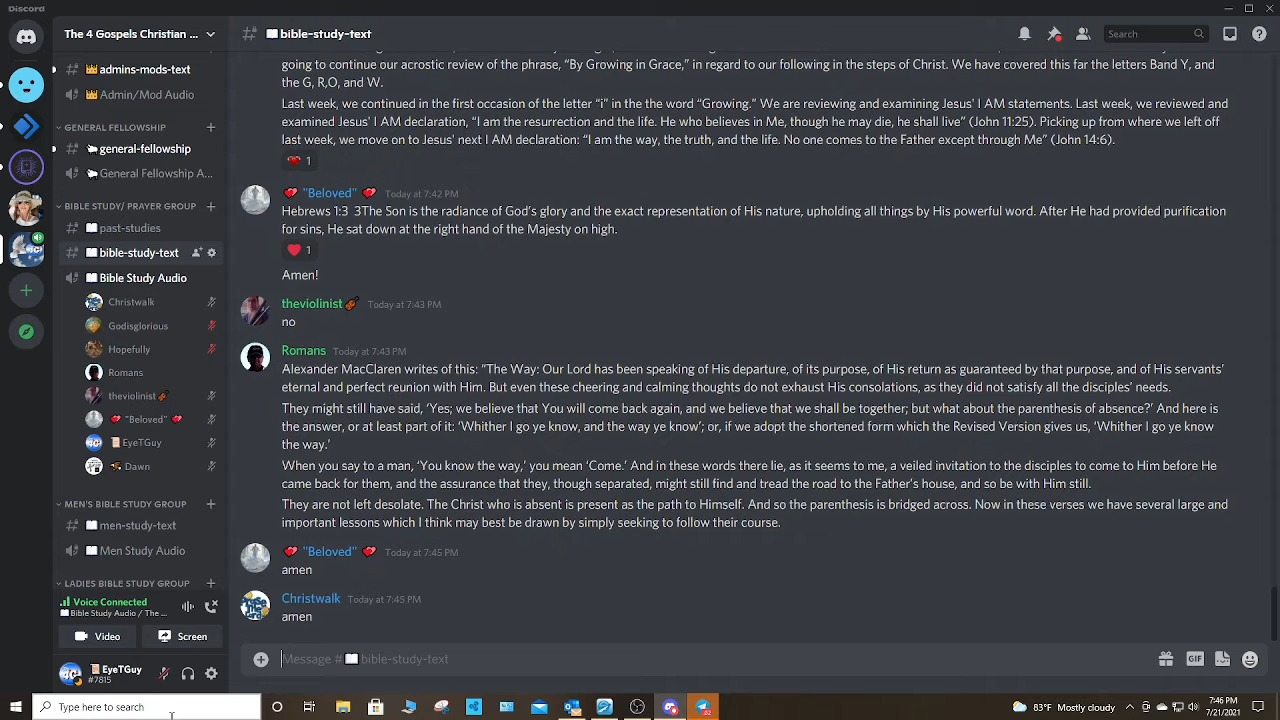 Discord
The 4 Gospels Christian ...
bible-study-text
Search
admins-mods-text
Admin/Mod Audio
GENERAL FELLOWSHIP
general-fellowship
General Fellowship A...
BIBLE STUDY/ PRAYER GROUP
past-studies
bible-study-text
Bible Study Audio
Christwalk
Godisglorious
Hopefully
Romans
theviolinist
"Beloved"
EyeTGuy
Dawn
MEN'S BIBLE STUDY GROUP
men-study-text
Men Study Audio
LADIES BIBLE STUDY GROUP
Voice Connected
Bible Study Audio / The ...
Video
Screen
EyeTGuy
#7815
going to continue our acrostic review of the phrase, “By Growing in Grace,” in regard to our following in the steps of Christ. We have covered this far the letters Band Y, and
the G, R,O, and W.
Last week, we continued in the first occasion of the letter “i” in the the word “Growing.” We are reviewing and examining Jesus' I AM statements. Last week, we reviewed and
examined Jesus' I AM declaration, “I am the resurrection and the life. He who believes in Me, though he may die, he shall live” (John 11:25). Picking up from where we left off
last week, we move on to Jesus' next I AM declaration: “I am the way, the truth, and the life. No one comes to the Father except through Me” (John 14:6).
1
"Beloved" Today at 7:42 PM
Hebrews 1:3 3The Son is the radiance of God’s glory and the exact representation of His nature, upholding all things by His powerful word. After He had provided purification
for sins, He sat down at the right hand of the Majesty on high.
1
Amen!
theviolinist Today at 7:43 PM
no
Romans Today at 7:43 PM
Alexander MacClaren writes of this: "The Way: Our Lord has been speaking of His departure, of its purpose, of His return as guaranteed by that purpose, and of His servants’
eternal and perfect reunion with Him. But even these cheering and calming thoughts do not exhaust His consolations, as they did not satisfy all the disciples’ needs.
They might still have said, ‘Yes; we believe that You will come back again, and we believe that we shall be together; but what about the parenthesis of absence?’ And here is
the answer, or at least part of it: ‘Whither I go ye know, and the way ye know’; or, if we adopt the shortened form which the Revised Version gives us, ‘Whither I go ye know
the way.’
When you say to a man, ‘You know the way,’ you mean ‘Come.’ And in these words there lie, as it seems to me, a veiled invitation to the disciples to come to Him before He
came back for them, and the assurance that they, though separated, might still find and tread the road to the Father’s house, and so be with Him still.
They are not left desolate. The Christ who is absent is present as the path to Himself. And so the parenthesis is bridged across. Now in these verses we have several large and
important lessons which I think may best be drawn by simply seeking to follow their course.
"Beloved" Today at 7:45 PM
amen
Christwalk Today at 7:45 PM
amen
Message # bible-study-text
GIF
Type here to search
83°F Mostly cloudy
7:46 PM
7/21/2021